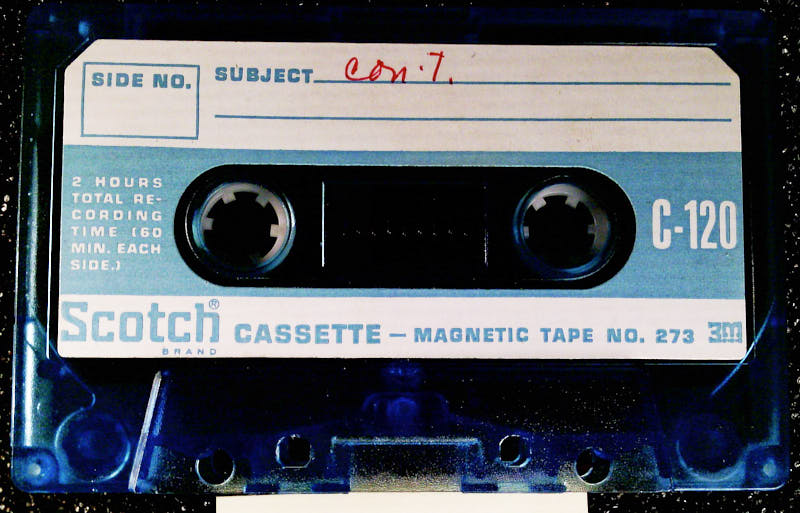 SIDE NO.
SUBJECT con't.
2 HOURS
TOTAL RE-
CORDING
TIME (60
MIN. EACH
SIDE.)
C-120
Scotch®
BRAND
CASSETTE — MAGNETIC TAPE NO. 273 3M